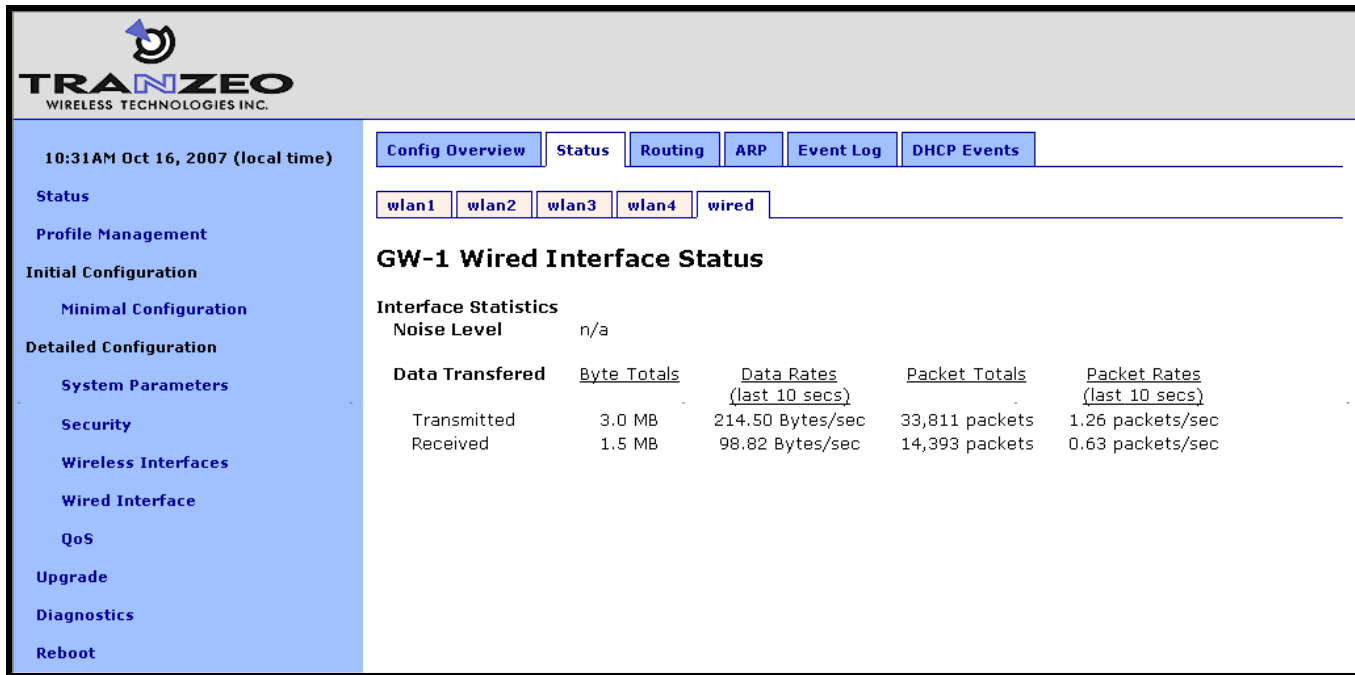 TRANZEO
WIRELESS TECHNOLOGIES INC.
10:31AM Oct 16, 2007 (local time)
Status
Profile Management
Initial Configuration
Minimal Configuration
Detailed Configuration
System Parameters
Security
Wireless Interfaces
Wired Interface
QoS
Upgrade
Diagnostics
Reboot
Config Overview Status Routing ARP Event Log DHCP Events
wlan1 wlan2 wlan3 wlan4 wired
GW-1 Wired Interface Status
Interface Statistics
Noise Level n/a
Data Transfered Byte Totals Data Rates Packet Totals Packet Rates
(last 10 secs) (last 10 secs)
Transmitted 3.0 MB 214.50 Bytes/sec 33,811 packets 1.26 packets/sec
Received 1.5 MB 98.82 Bytes/sec 14,393 packets 0.63 packets/sec